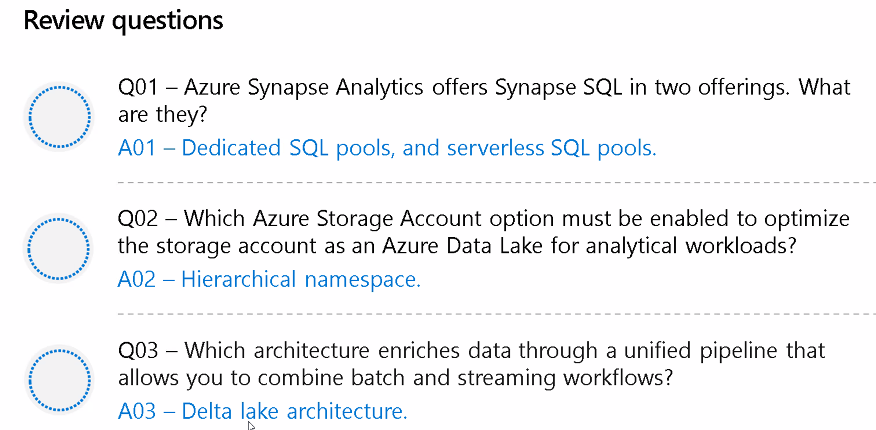 Review questions
Q01 – Azure Synapse Analytics offers Synapse SQL in two offerings. What
are they?
A01 – Dedicated SQL pools, and serverless SQL pools.
Q02 – Which Azure Storage Account option must be enabled to optimize
the storage account as an Azure Data Lake for analytical workloads?
A02 – Hierarchical namespace.
Q03 – Which architecture enriches data through a unified pipeline that
allows you to combine batch and streaming workflows?
A03 – Delta lake architecture.